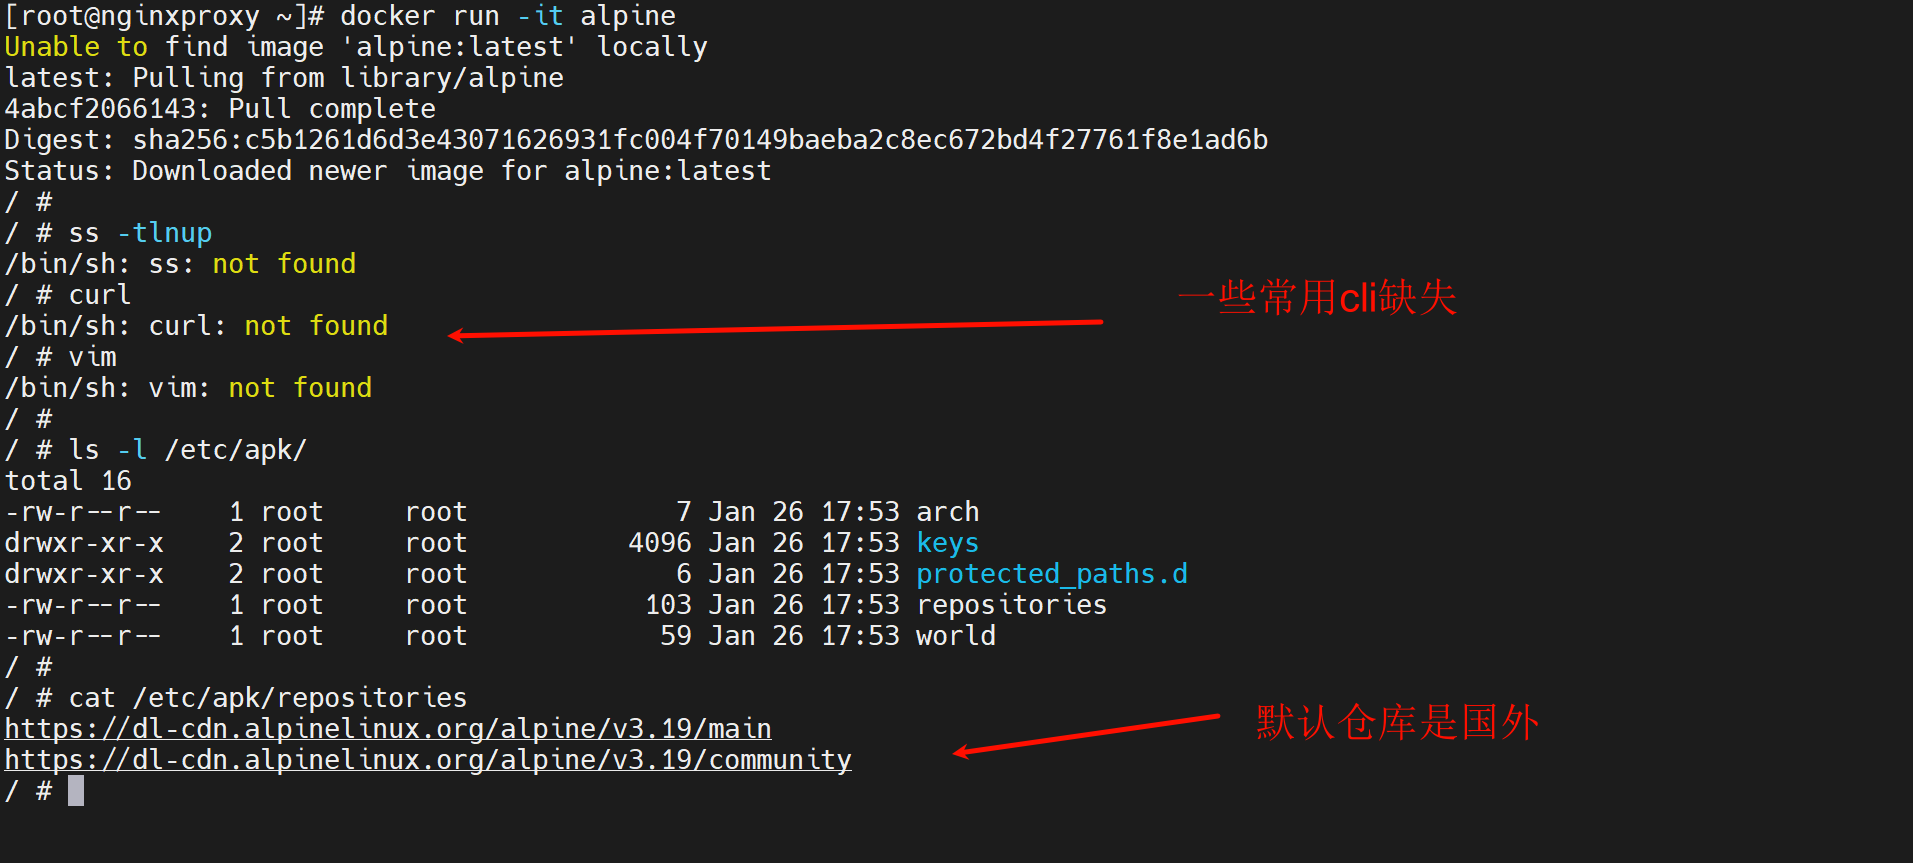 [root@nginxproxy ~]# docker run -it alpine
Unable to find image 'alpine:latest' locally
latest: Pulling from library/alpine
4abcf2066143: Pull complete
Digest: sha256:c5b1261d6d3e43071626931fc004f70149baeba2c8ec672bd4f27761f8e1ad6b
Status: Downloaded newer image for alpine:latest
/ #
/ # ss -tlnup
/bin/sh: ss: not found
/ # curl
一些常用cli缺失
/bin/sh: curl: not found
/ # vim
/bin/sh: vim: not found
/ #
/ # ls -l /etc/apk/
total 16
-rw-r--r--    1 root     root             7 Jan 26 17:53 arch
drwxr-xr-x    2 root     root          4096 Jan 26 17:53 keys
drwxr-xr-x    2 root     root             6 Jan 26 17:53 protected_paths.d
-rw-r--r--    1 root     root           103 Jan 26 17:53 repositories
-rw-r--r--    1 root     root            59 Jan 26 17:53 world
/ #
/ # cat /etc/apk/repositories
https://dl-cdn.alpinelinux.org/alpine/v3.19/main
默认仓库是国外
https://dl-cdn.alpinelinux.org/alpine/v3.19/community
/ #